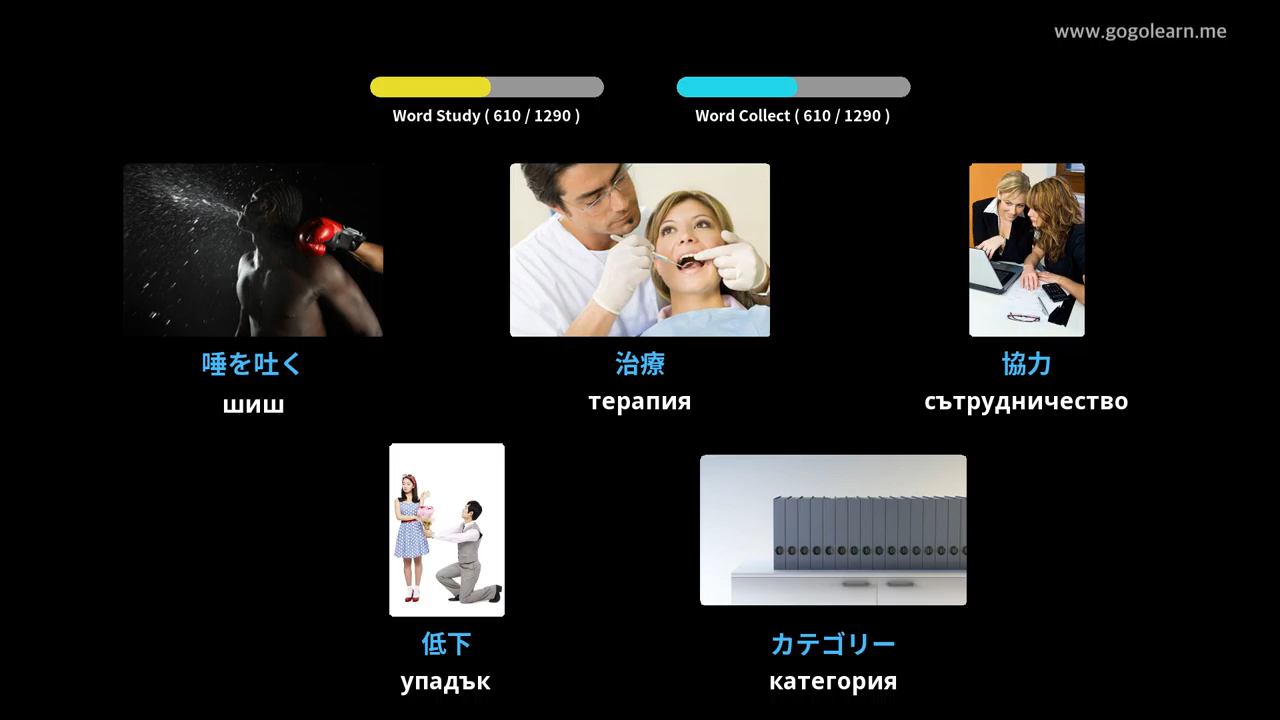 www.gogolearn.me
Word Study ( 610 / 1290 )
Word Collect ( 610 / 1290 )
唾を吐く
治療
協力
шиш
терапия
сътрудничество
低下
カテゴリー
упадък
категория